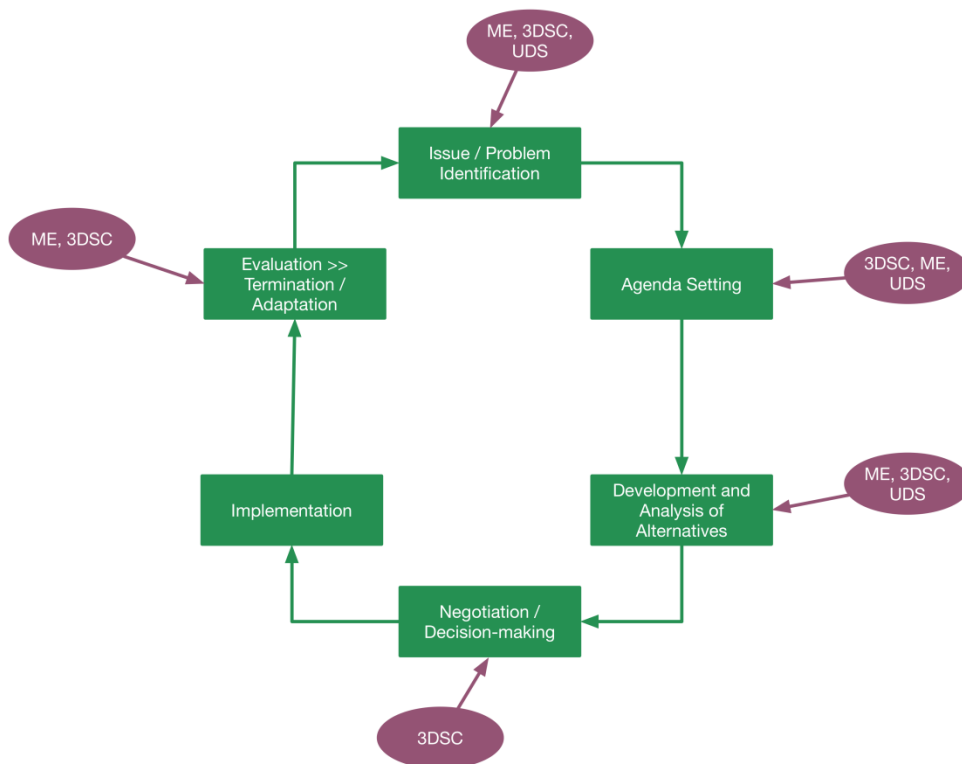 ME, 3DSC,
UDS
Issue / Problem
Identification
ME, 3DSC
Evaluation >>
Termination /
Adaptation
Agenda Setting
3DSC, ME,
UDS
Implementation
Development and
Analysis of
Alternatives
ME, 3DSC,
UDS
Negotiation /
Decision-making
3DSC